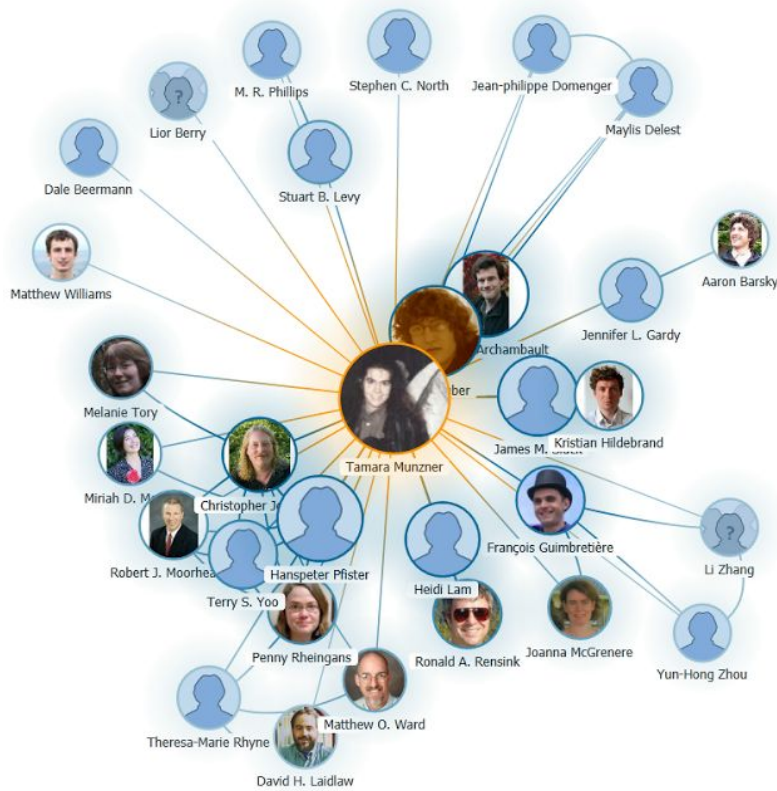 M. R. Phillips
Stephen C. North
Jean-philippe Domenger
Maylis Delest
Lior Berry
Dale Beermann
Stuart B. Levy
Matthew Williams
Aaron Barsky
Jennifer L. Gardy
Archambault
Melanie Tory
James M.
Kristian Hildebrand
Tamara Munzner
Miriah D.
Christopher
François Guimbretière
Li Zhang
Robert J.
Hanspeter Pfister
Heidi Lam
Terry S. Yoo
Penny Rheingans
Ronald A. Rensink
Joanna McGrenere
Yun-Hong Zhou
Matthew O. Ward
Theresa-Marie Rhyne
David H. Laidlaw
?
?